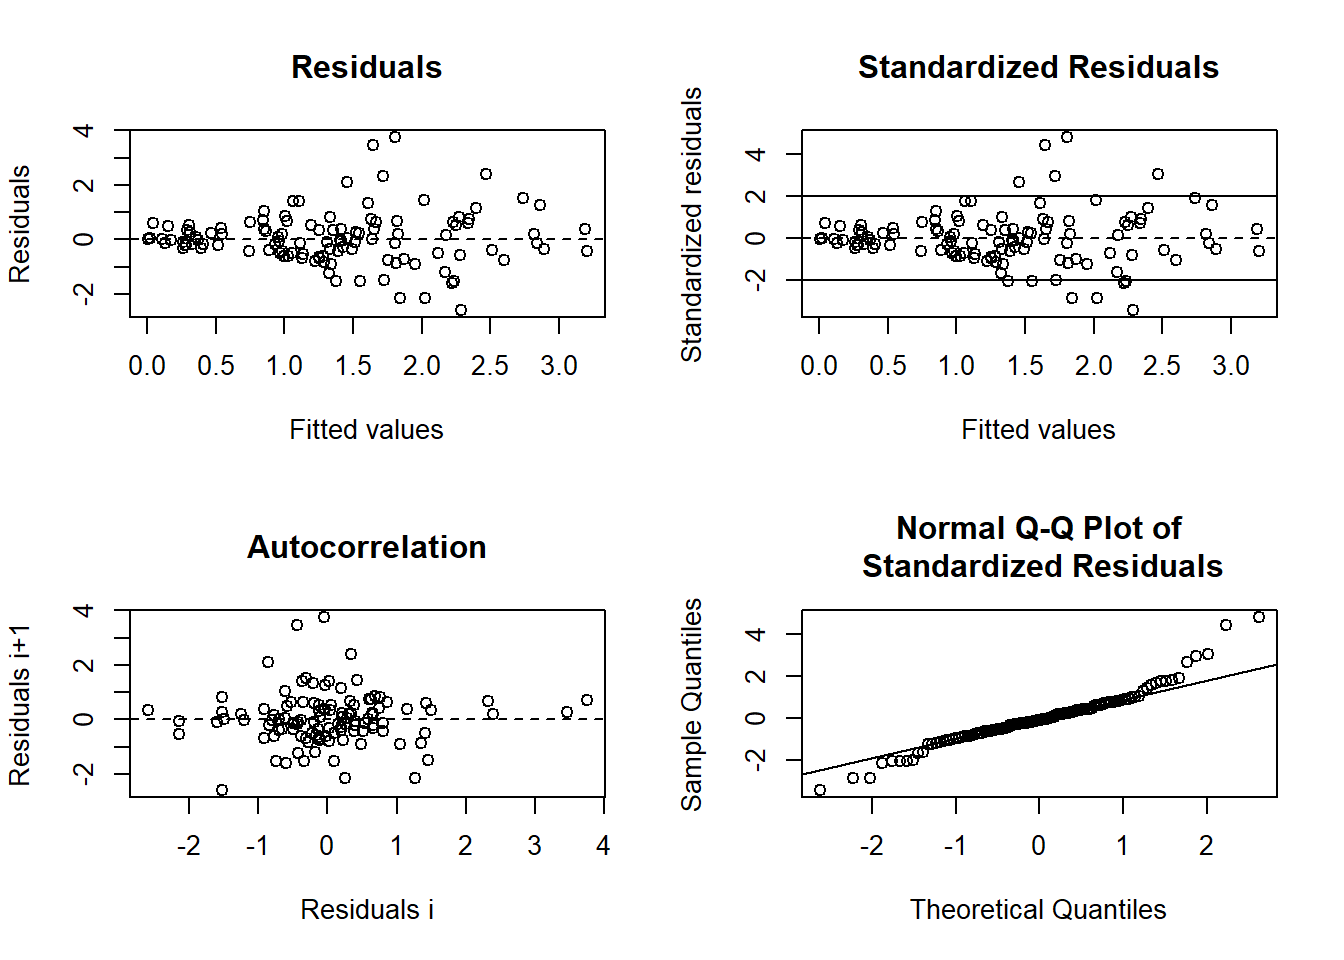 Residuals
Residuals
4
2
0
-2
0.0 0.5 1.0 1.5 2.0 2.5 3.0
Fitted values
Standardized Residuals
Standardized residuals
4
2
0
-2
0.0 0.5 1.0 1.5 2.0 2.5 3.0
Fitted values
Autocorrelation
Residuals i+1
4
2
0
-2
-2 -1 0 1 2 3 4
Residuals i
Normal Q-Q Plot of
Standardized Residuals
Sample Quantiles
4
2
0
-2
-2 -1 0 1 2
Theoretical Quantiles